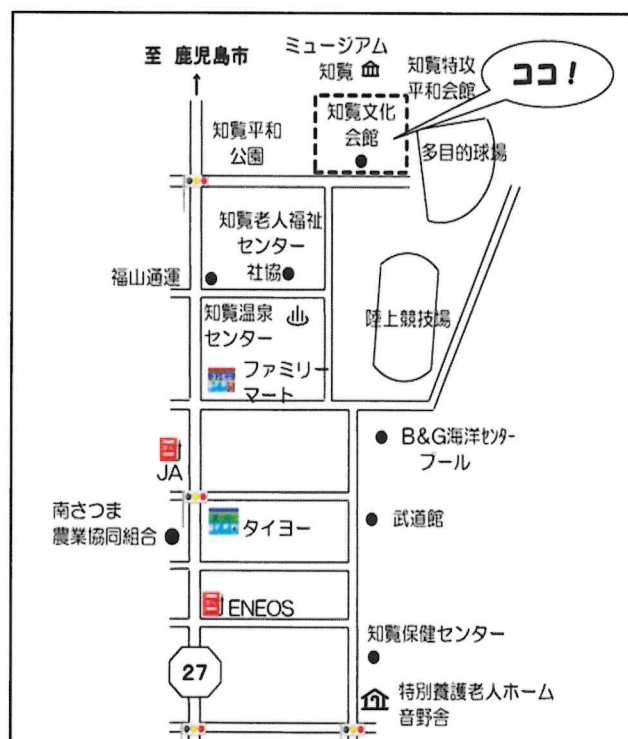 至 鹿児島市
ミュージアム
知覧
知覧特攻
平和会館
ココ！
知覧文化
会館
知覧平和
公園
多目的球場
知覧老人福祉
センター
社協
福山通運
知覧温泉
センター
陸上競技場
ファミリー
マート
B&G海洋センター
プール
JA
南さつま
農業協同組合
タイヨー
武道館
ENEOS
知覧保健センター
27
特別養護老人ホーム
音野舎